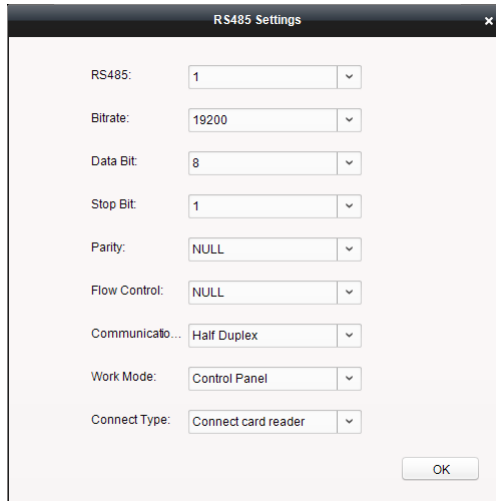 RS485 Settings
RS485: 1
Bitrate: 19200
Data Bit: 8
Stop Bit: 1
Parity: NULL
Flow Control: NULL
Communicatio... Half Duplex
Work Mode: Control Panel
Connect Type: Connect card reader
OK